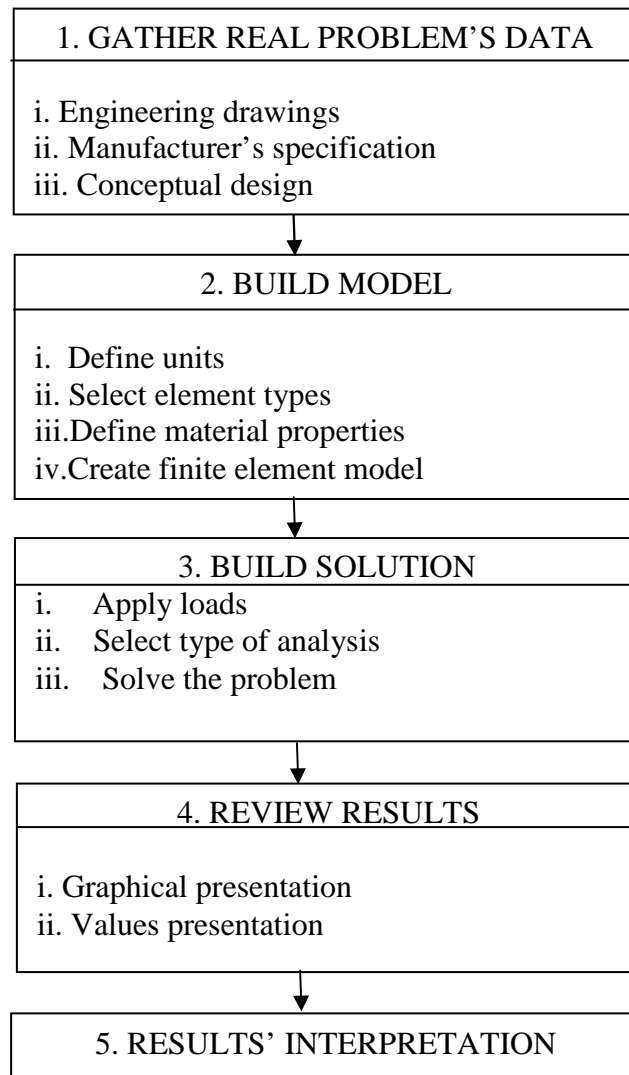 1. GATHER REAL PROBLEM’S DATA
i. Engineering drawings
ii. Manufacturer’s specification
iii. Conceptual design
2. BUILD MODEL
i. Define units
ii. Select element types
iii.Define material properties
iv.Create finite element model
3. BUILD SOLUTION
i. Apply loads
ii. Select type of analysis
iii. Solve the problem
4. REVIEW RESULTS
i. Graphical presentation
ii. Values presentation
5. RESULTS’ INTERPRETATION